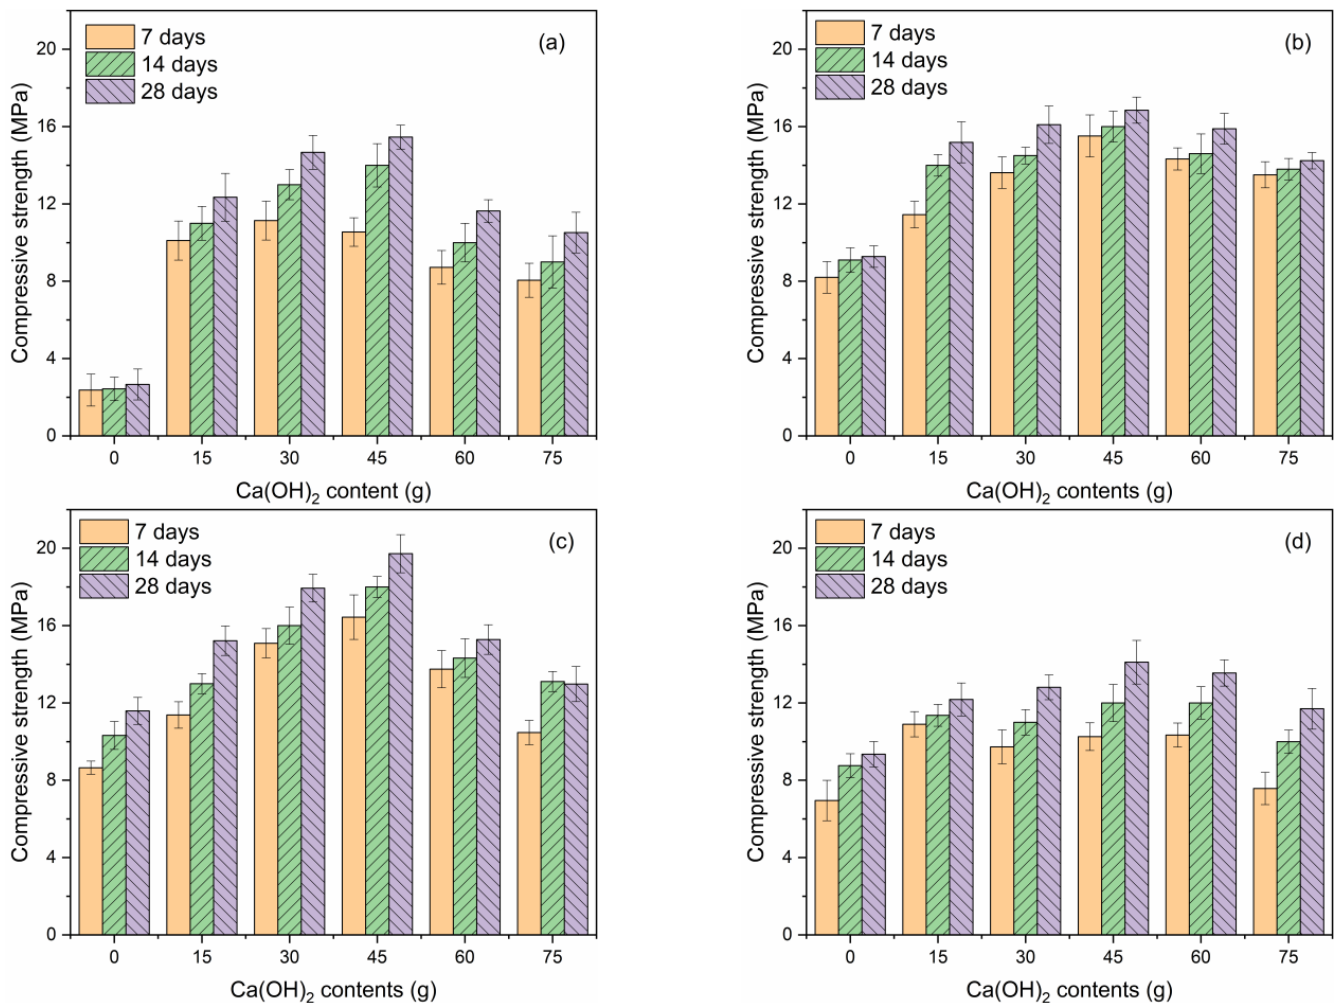 (a)
7 days
14 days
28 days
Compressive strength (MPa)
20
16
12
8
4
0
0 15 30 45 60 75
Ca(OH)2 content (g)
(b)
7 days
14 days
28 days
Compressive strength (MPa)
20
16
12
8
4
0
0 15 30 45 60 75
Ca(OH)2 contents (g)
(c)
7 days
14 days
28 days
Compressive strength (MPa)
20
16
12
8
4
0
0 15 30 45 60 75
Ca(OH)2 contents (g)
(d)
7 days
14 days
28 days
Compressive strength (MPa)
20
16
12
8
4
0
0 15 30 45 60 75
Ca(OH)2 contents (g)